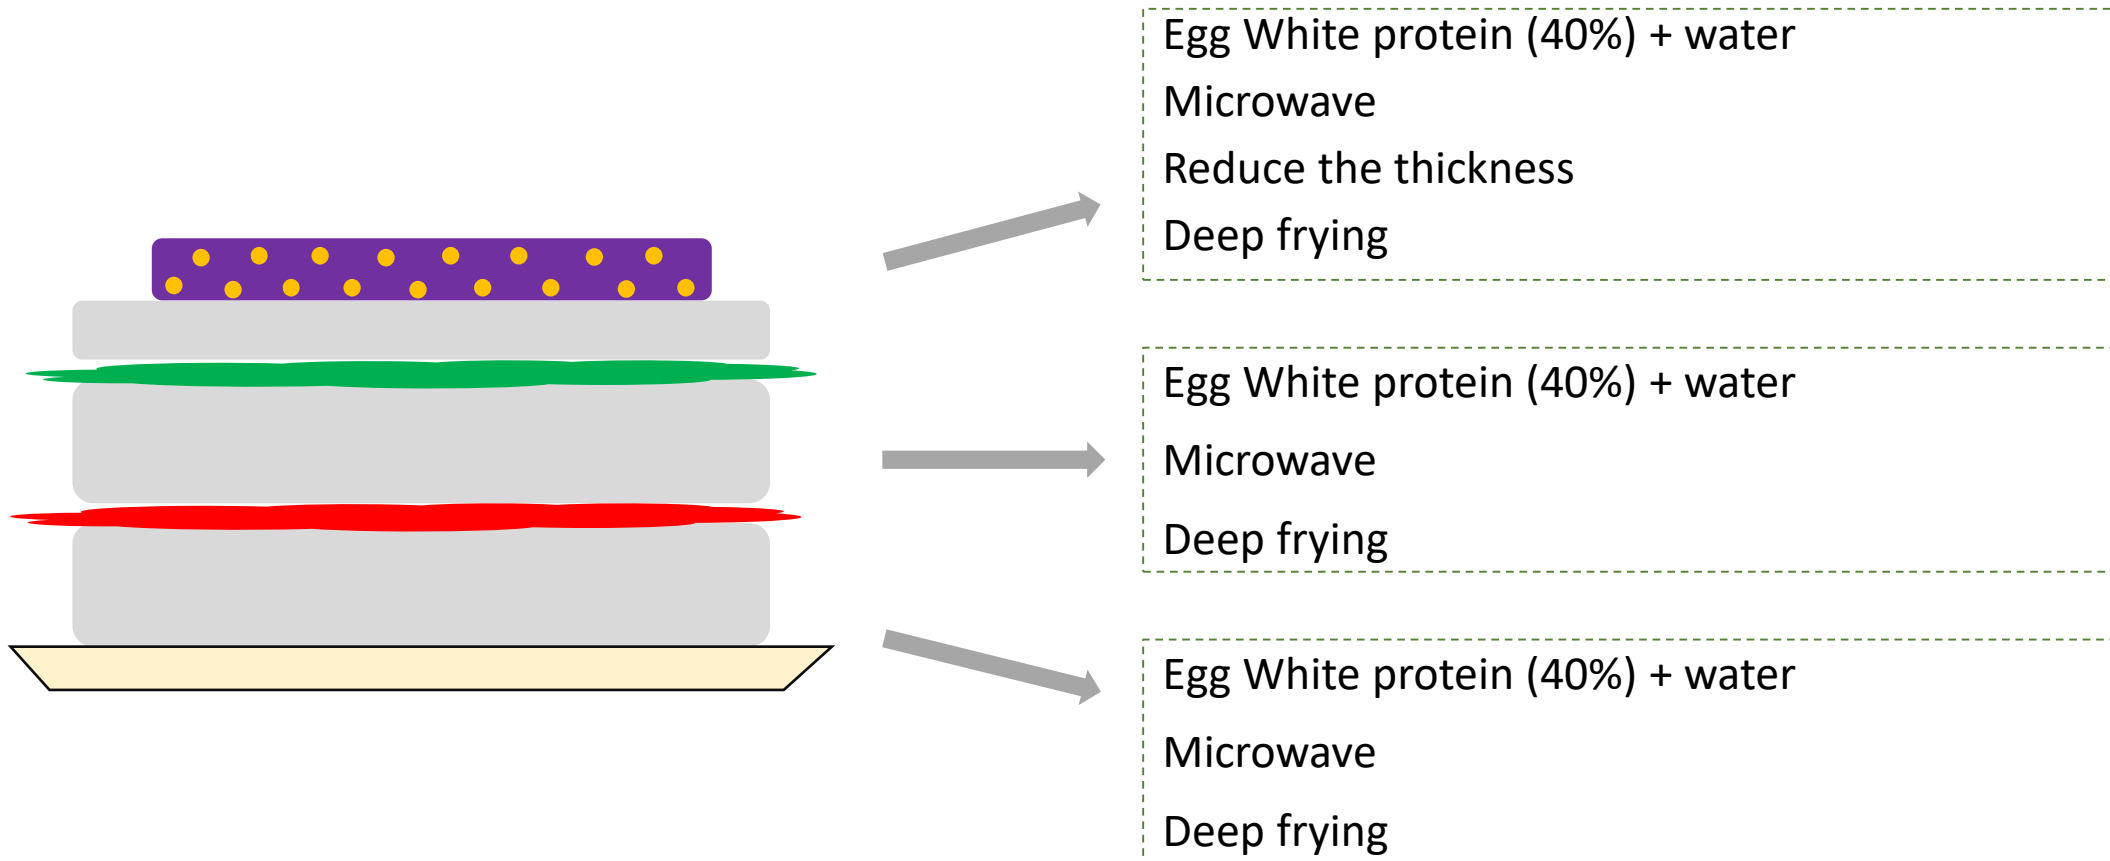 Egg White protein (40%) + water
Microwave
Reduce the thickness
Deep frying
Egg White protein (40%) + water
Microwave
Deep frying
Egg White protein (40%) + water
Microwave
Deep frying